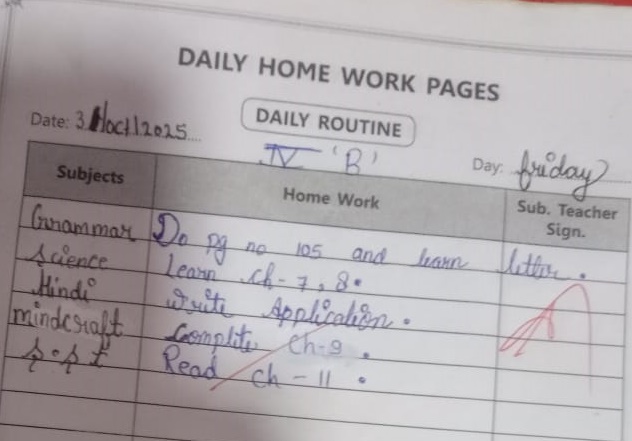 DAILY HOME WORK PAGES
DAILY ROUTINE
Date: 31/oct/2025
IV 'B'
Day: friday
Subjects Home Work Sub. Teacher Sign.
Grammar Do pg no 105 and learn letter.
Science Learn ch-7, 8.
Hindi write Application.
mindcraft Complete Ch-9.
Read ch-11.